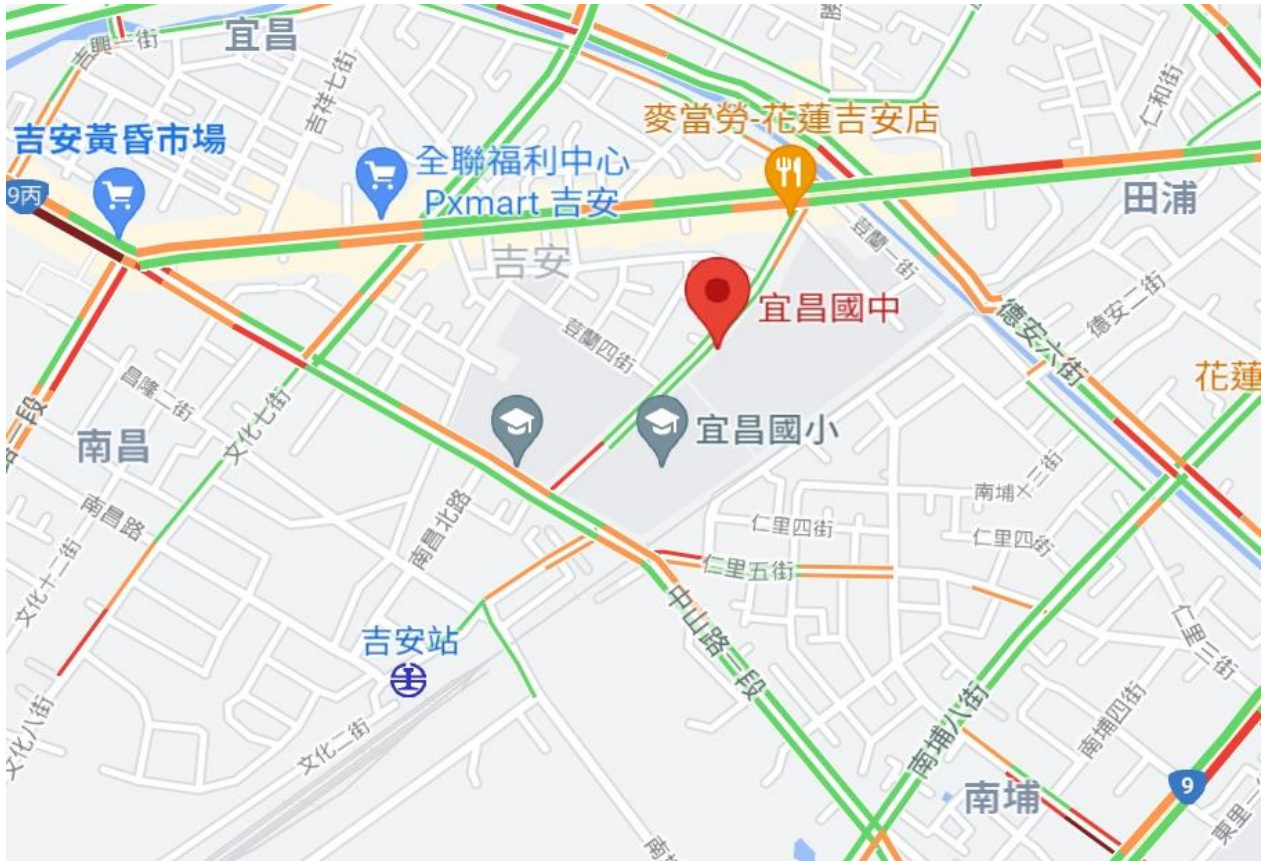 宜昌
吉興一街
吉祥七街
仁和街
麥當勞-花蓮吉安店
吉安黃昏市場
全聯福利中心
Pxmart 吉安
9丙
田浦
吉安
荳蘭一街
宜昌國中
德安二街
德安六街
荳蘭四街
花蓮
昌隆二街
文化七街
宜昌國小
南昌
南埔十三街
南昌路
南昌北路
仁里四街
仁里四街
仁里五街
文化十二街
中山路二段
仁里三街
吉安站
文化八街
文化二街
南埔八街
南埔四街
南埔
9